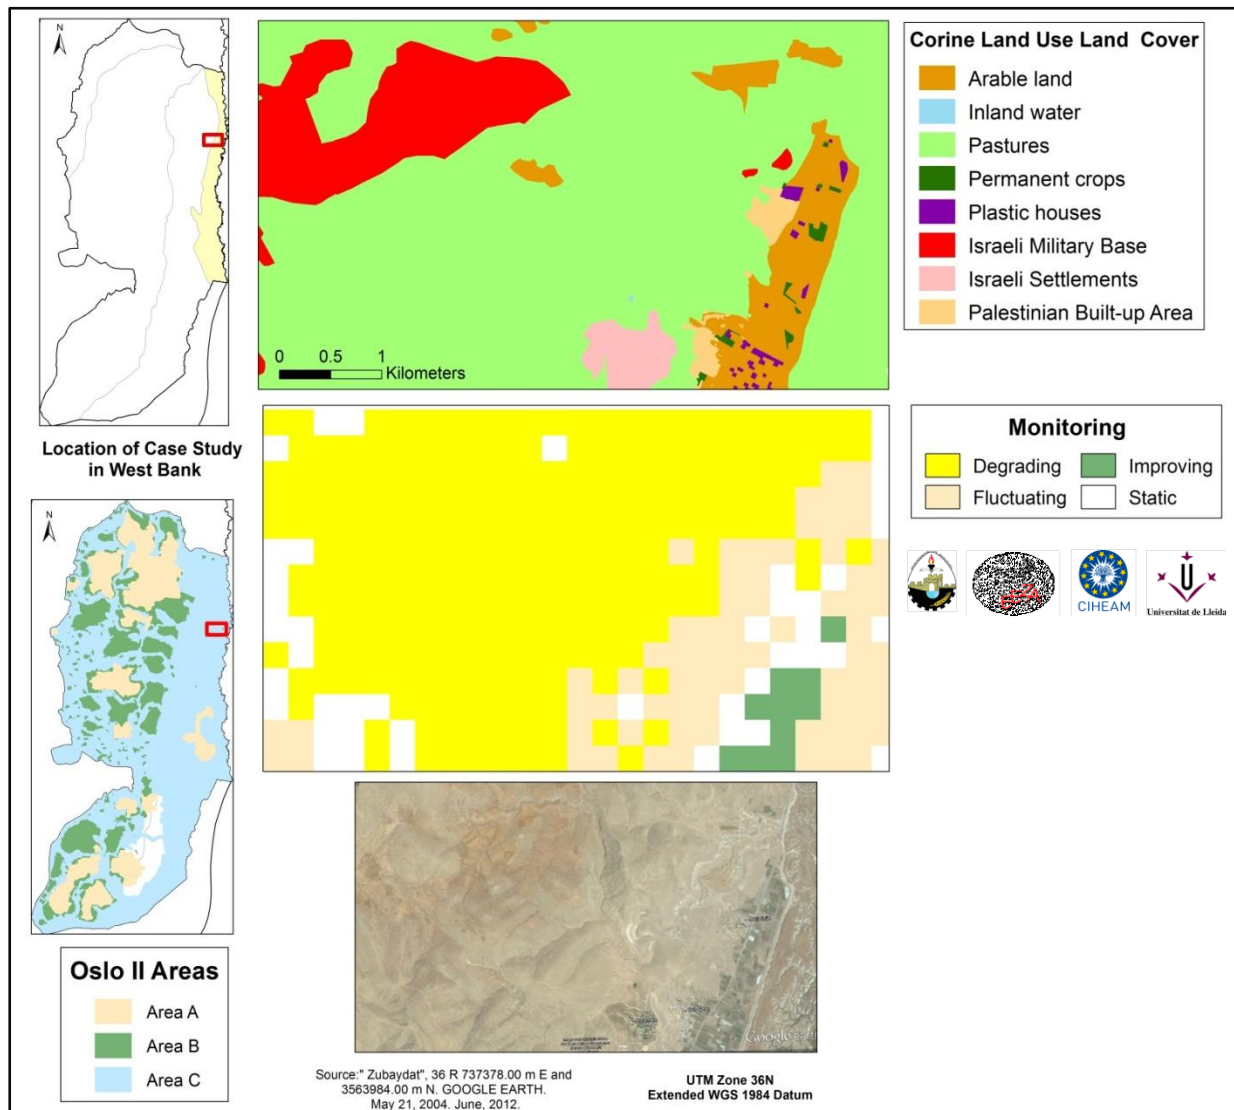 N
Location of Case Study
in West Bank
N
Oslo II Areas
Area A
Area B
Area C
0 0.5 1
Kilometers
Corine Land Use Land Cover
Arable land
Inland water
Pastures
Permanent crops
Plastic houses
Israeli Military Base
Israeli Settlements
Palestinian Built-up Area
Monitoring
Degrading
Improving
Fluctuating
Static
CIHEAM
U
Universitat de Lleida
Google earth
Source:" Zubaydat", 36 R 737378.00 m E and
3563984.00 m N. GOOGLE EARTH.
May 21, 2004. June, 2012.
UTM Zone 36N
Extended WGS 1984 Datum